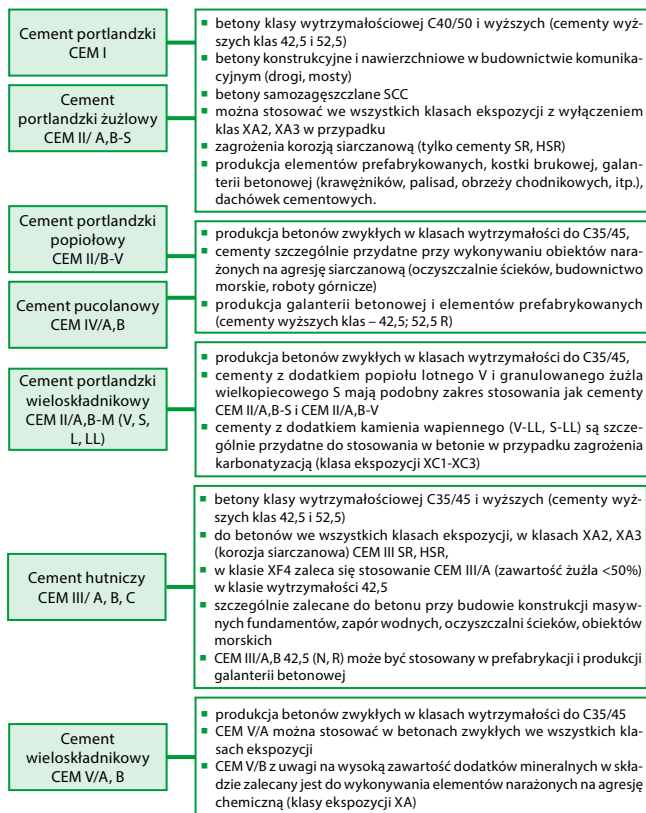 Cement portlandzki
CEM I
Cement
portlandzki żużlowy
CEM II/ A,B-S
▪ betony klasy wytrzymałościowej C40/50 i wyższych (cementy wyż-
szych klas 42,5 i 52,5)
▪ betony konstrukcyjne i nawierzchniowe w budownictwie komunika-
cyjnym (drogi, mosty)
▪ betony samozagęszczalne SCC
▪ można stosować we wszystkich klasach ekspozycji z wyłączeniem
klas XA2, XA3 w przypadku
▪ zagrożenia korozją siarczanową (tylko cementy SR, HSR)
▪ produkcja elementów prefabrykowanych, kostki brukowej, galan-
terii betonowej (krawężników, palisad, obrzeży chodnikowych, itp.),
dachówek cementowych.
Cement portlandzki
popiołowy
CEM II/B-V
Cement pucolanowy
CEM IV/A,B
▪ produkcja betonów zwykłych w klasach wytrzymałości do C35/45,
▪ cementy szczególnie przydatne przy wykonywaniu obiektów nara-
żonych na agresję siarczanową (oczyszczalnie ścieków, budownictwo
morskie, roboty górnicze)
▪ produkcja galanterii betonowej i elementów prefabrykowanych
(cementy wyższych klas – 42,5; 52,5 R)
Cement portlandzki
wieloskładnikowy
CEM II/A,B-M (V, S,
L, LL)
▪ produkcja betonów zwykłych w klasach wytrzymałości do C35/45,
▪ cementy z dodatkiem popiołu lotnego V i granulowanego żużla
wielkopiecowego S mają podobny zakres stosowania jak cementy
CEM II/A,B-S i CEM II/A,B-V
▪ cementy z dodatkiem kamienia wapiennego (V-LL, S-LL) są szcze-
gólnie przydatne do stosowania w betonie w przypadku zagrożenia
karbonatyzacją (klasa ekspozycji XC1-XC3)
Cement hutniczy
CEM III/ A, B, C
▪ betony klasy wytrzymałościowej C35/45 i wyższych (cementy wyż-
szych klas 42,5 i 52,5)
▪ do betonów we wszystkich klasach ekspozycji, w klasach XA2, XA3
(korozja siarczanowa) CEM III SR, HSR,
▪ w klasie XF4 zaleca się stosowanie CEM III/A (zawartość żużla <50%)
w klasie wytrzymałości 42,5
▪ szczególnie zalecane do betonu przy budowie konstrukcji masyw-
nych fundamentów, zapór wodnych, oczyszczalni ścieków, obiektów
morskich
▪ CEM III/A,B 42,5 (N, R) może być stosowany w prefabrykacji i produkcji
galanterii betonowej
Cement
wieloskładnikowy
CEM V/A, B
▪ produkcja betonów zwykłych w klasach wytrzymałości do C35/45
▪ CEM V/A można stosować w betonach zwykłych we wszystkich kla-
sach ekspozycji
▪ CEM V/B z uwagi na wysoką zawartość dodatków mineralnych w skła-
dzie zalecany jest do wykonywania elementów narażonych na agresję
chemiczną (klasy ekspozycji XA)